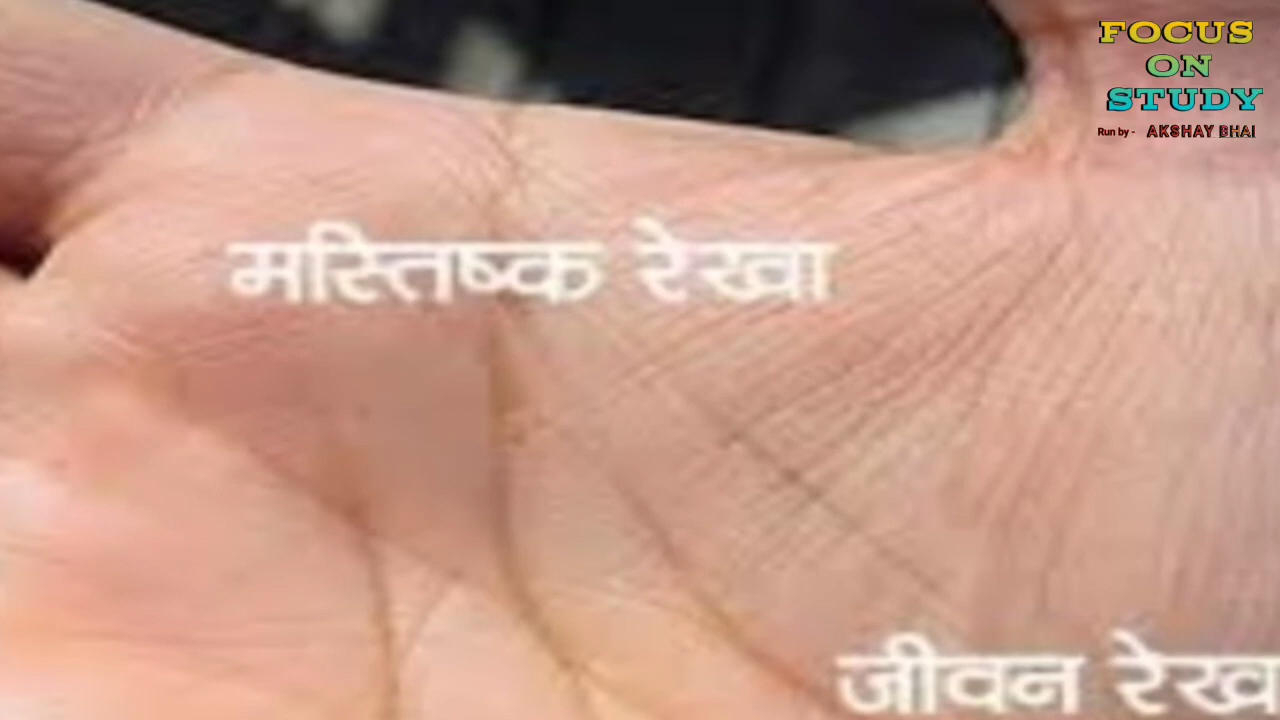 FOCUS
ON
STUDY
Run by - AKSHAY BHAI
मस्तिष्क रेखा
जीवन रेख